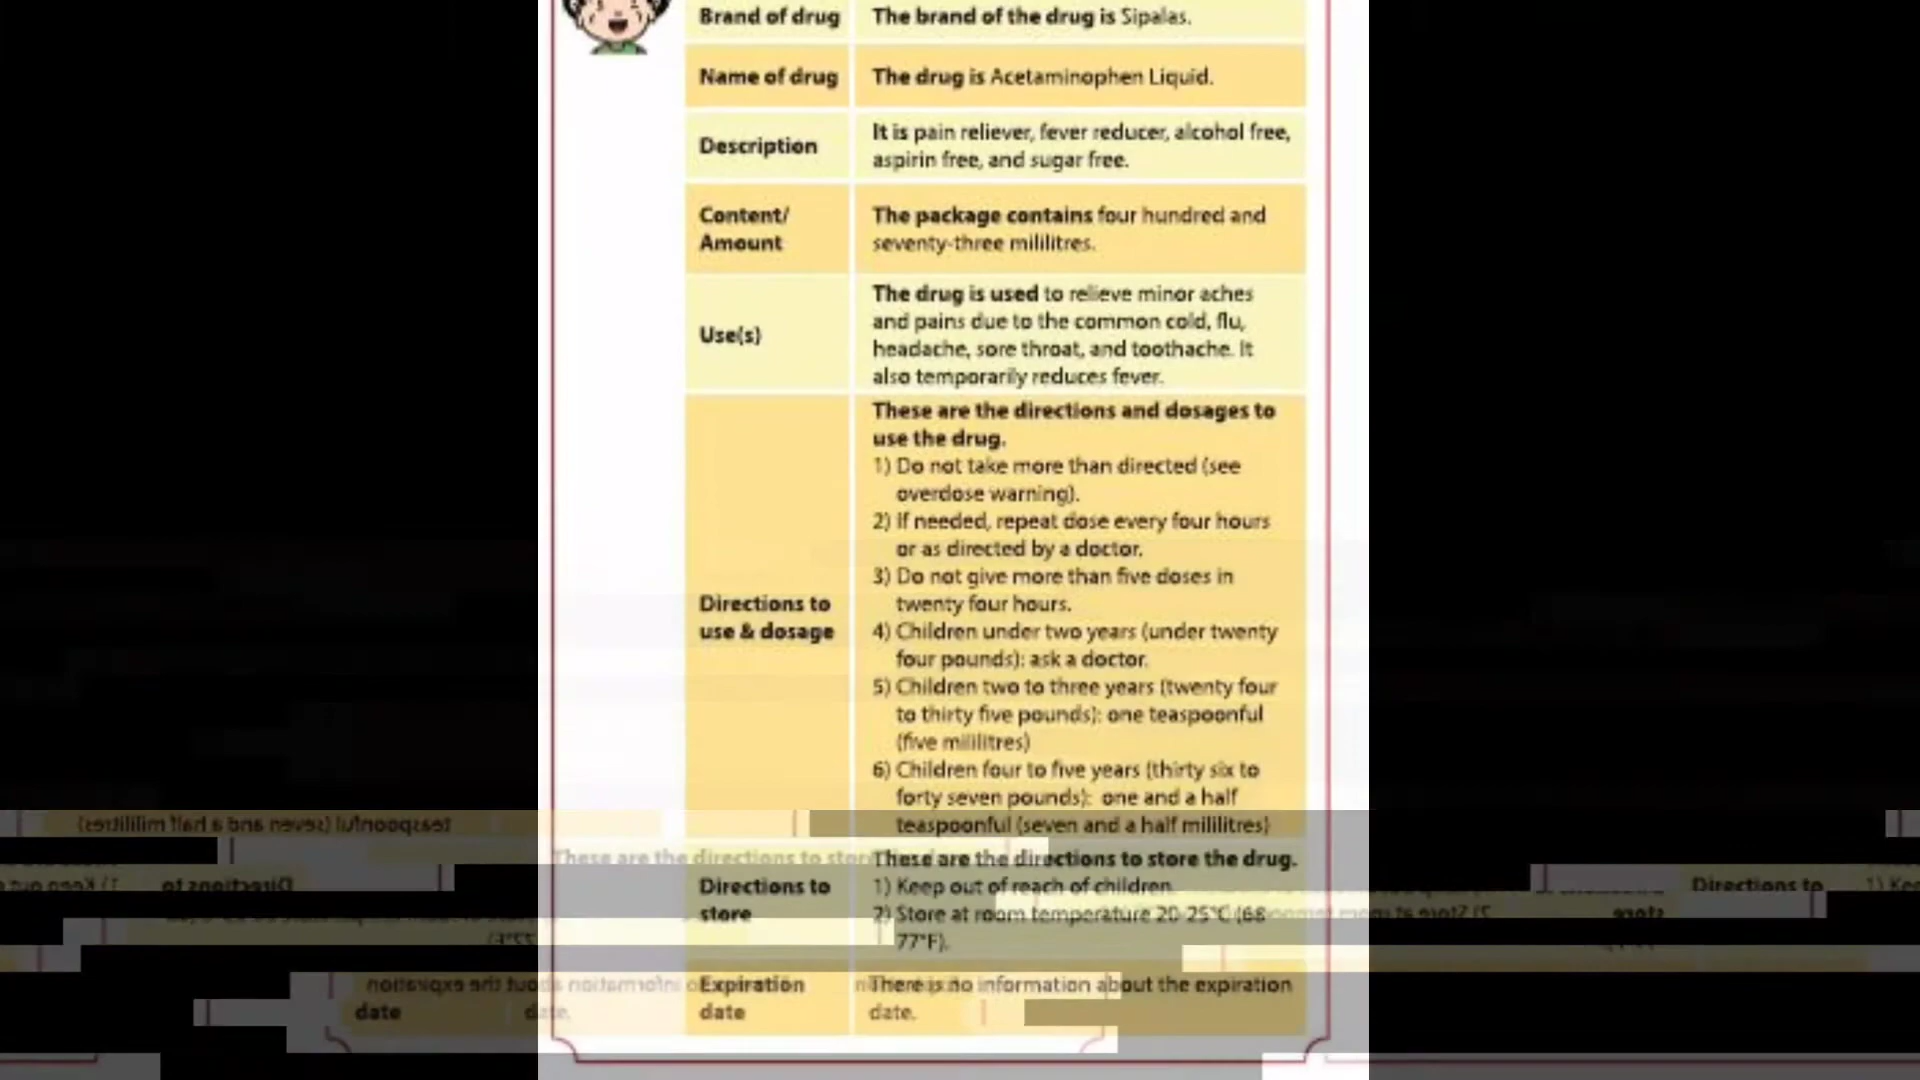 Brand of drug
The brand of the drug is Sipalas.
Name of drug
The drug is Acetaminophen Liquid.
Description
It is pain reliever, fever reducer, alcohol free,
aspirin free, and sugar free.
Content/
Amount
The package contains four hundred and
seventy-three mililitres.
Use(s)
The drug is used to relieve minor aches
and pains due to the common cold, flu,
headache, sore throat, and toothache. It
also temporarily reduces fever.
Directions to
use & dosage
These are the directions and dosages to
use the drug.
1) Do not take more than directed (see
overdose warning).
2) If needed, repeat dose every four hours
or as directed by a doctor.
3) Do not give more than five doses in
twenty four hours.
4) Children under two years (under twenty
four pounds): ask a doctor.
5) Children two to three years (twenty four
to thirty five pounds): one teaspoonful
(five mililitres)
6) Children four to five years (thirty six to
forty seven pounds): one and a half
teaspoonful (seven and a half mililitres)
Directions to
store
These are the directions to store the drug.
1) Keep out of reach of children.
2) Store at room temperature 20-25°C (68
77°F).
Expiration
date
There is no information about the expiration
date.